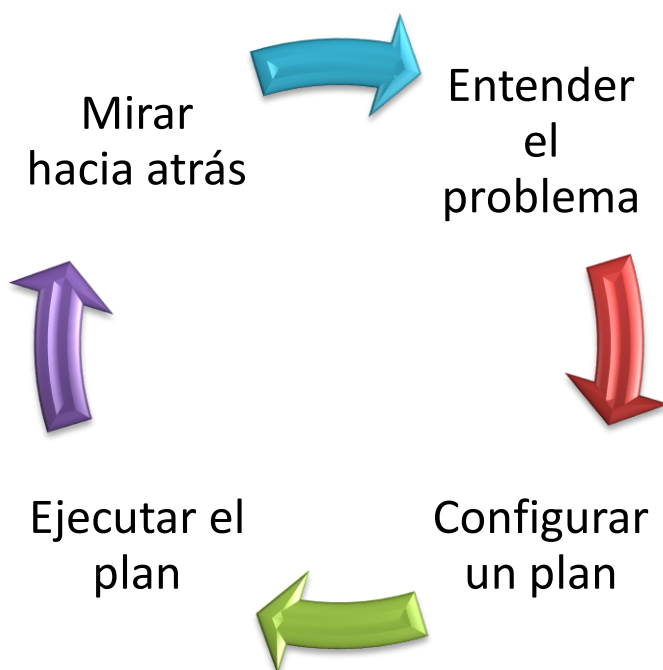 Mirar
hacia atrás
Entender
el
problema
Ejecutar el
plan
Configurar
un plan